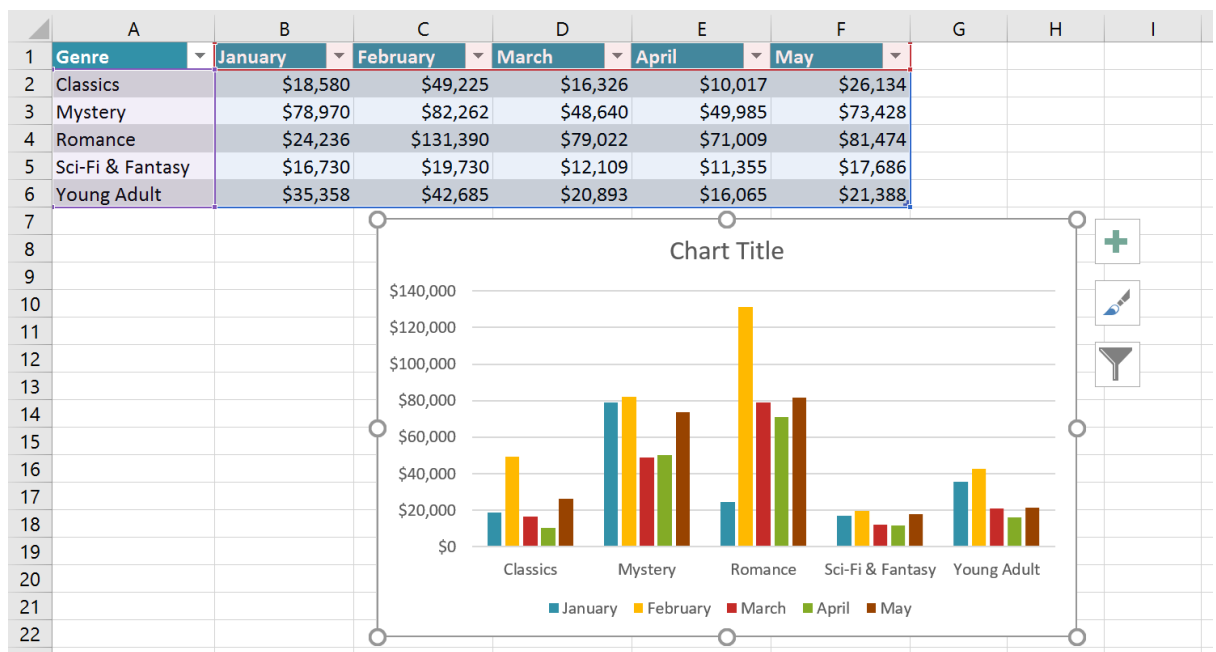 A B C D E F G H I
1 Genre January February March April May
2 Classics $18,580 $49,225 $16,326 $10,017 $26,134
3 Mystery $78,970 $82,262 $48,640 $49,985 $73,428
4 Romance $24,236 $131,390 $79,022 $71,009 $81,474
5 Sci-Fi & Fantasy $16,730 $19,730 $12,109 $11,355 $17,686
6 Young Adult $35,358 $42,685 $20,893 $16,065 $21,388
7
8
9
10
11
12
13
14
15
16
17
18
19
20
21
22
Chart Title
$140,000
$120,000
$100,000
$80,000
$60,000
$40,000
$20,000
$0
Classics Mystery Romance Sci-Fi & Fantasy Young Adult
January February March April May